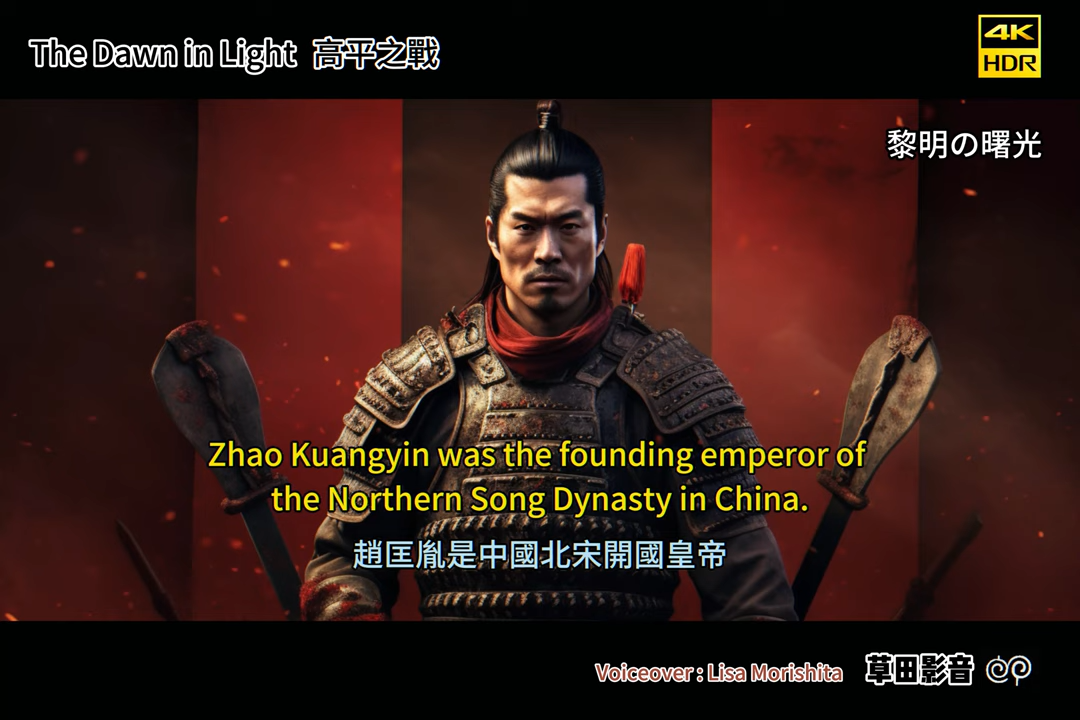 The Dawn in Light 高平之戰
4K
HDR
黎明の曙光
Zhao Kuangyin was the founding emperor of
the Northern Song Dynasty in China.
趙匡胤是中國北宋開國皇帝
Voiceover : Lisa Morishita 草田影音